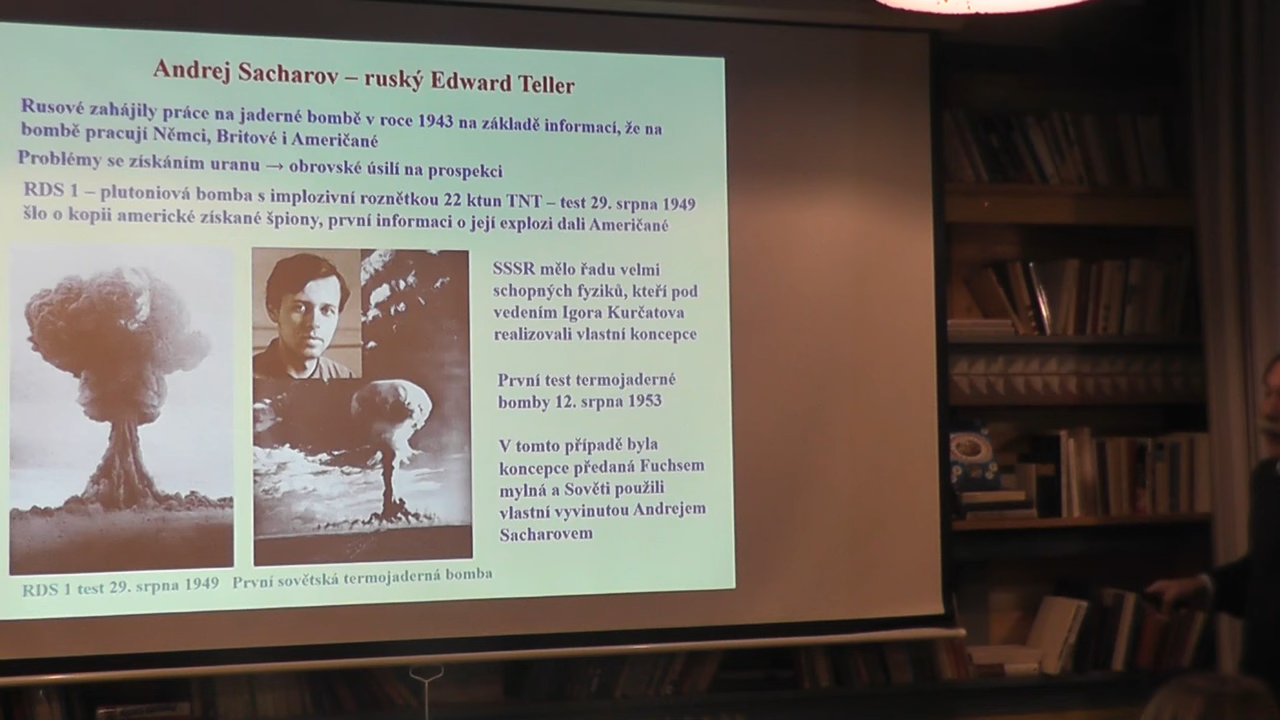 Andrej Sacharov – ruský Edward Teller
Rusové zahájily práce na jaderné bombě v roce 1943 na základě informací, že na
bombě pracují Němci, Britové i Američané
Problémy se získáním uranu → obrovské úsilí na prospekci
RDS 1 – plutoniová bomba s implozivní roznětkou 22 ktun TNT – test 29. srpna 1949
šlo o kopii americké získané špiony, první informaci o její explozi dali Američané
SSSR mělo řadu velmi
schopných fyziků, kteří pod
vedením Igora Kurčatova
realizovali vlastní koncepce
První test termojaderné
bomby 12. srpna 1953
V tomto případě byla
koncepce předaná Fuchsem
mylná a Sověti použili
vlastní vyvinutou Andrejem
Sacharovem
RDS 1 test 29. srpna 1949 První sovětská termojaderná bomba